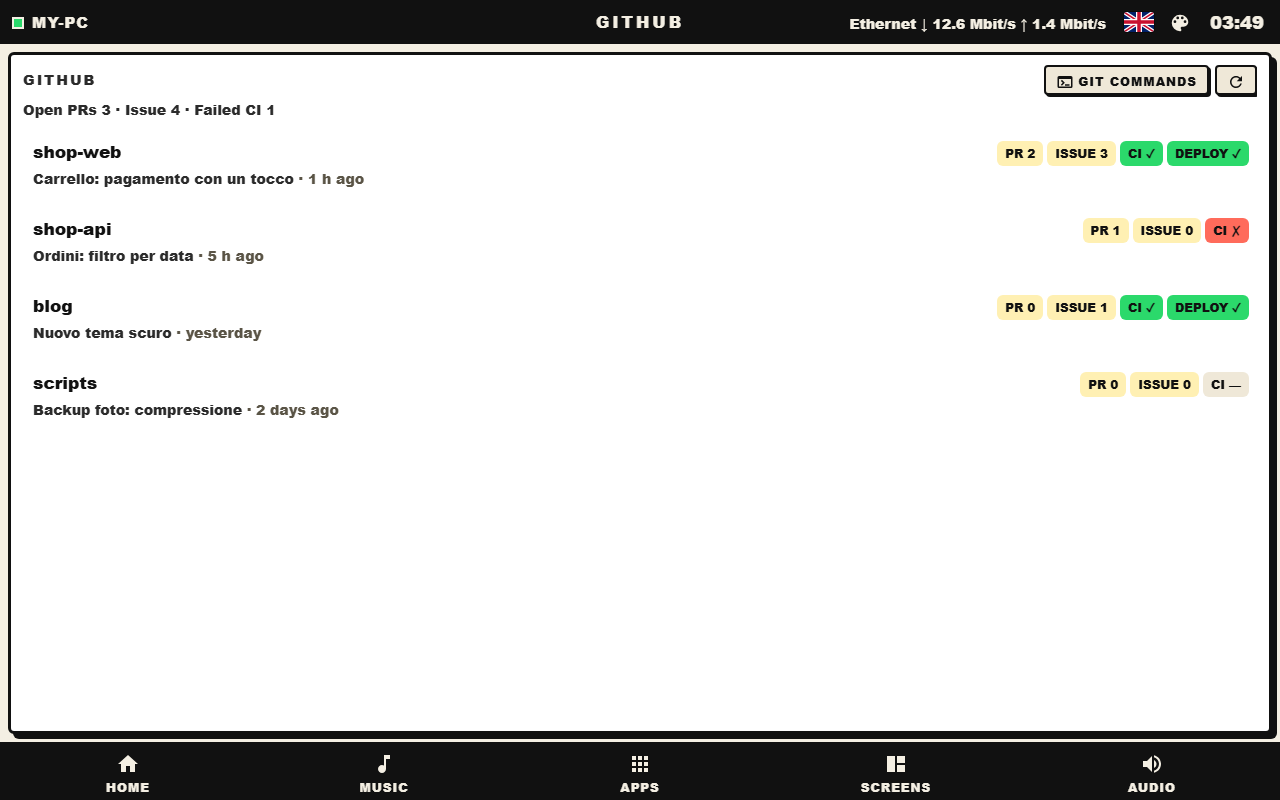 MY-PC
GITHUB
Ethernet ↓ 12.6 Mbit/s ↑ 1.4 Mbit/s
03:49
GITHUB
GIT COMMANDS
Open PRs 3 · Issue 4 · Failed CI 1
shop-web
PR 2 ISSUE 3 CI ✓ DEPLOY ✓
Carrello: pagamento con un tocco · 1 h ago
shop-api
PR 1 ISSUE 0 CI ✗
Ordini: filtro per data · 5 h ago
blog
PR 0 ISSUE 1 CI ✓ DEPLOY ✓
Nuovo tema scuro · yesterday
scripts
PR 0 ISSUE 0 CI —
Backup foto: compressione · 2 days ago
HOME
MUSIC
APPS
SCREENS
AUDIO